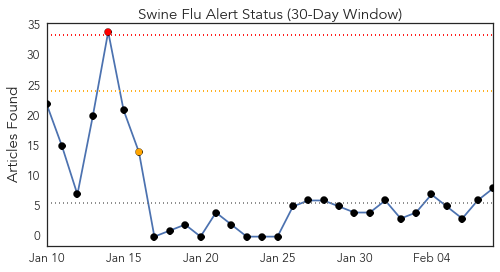 Swine Flu Alert Status (30-Day Window)
Articles Found
35
30
25
20
15
10
5
0
Jan 10 Jan 15 Jan 20 Jan 25 Jan 30 Feb 04